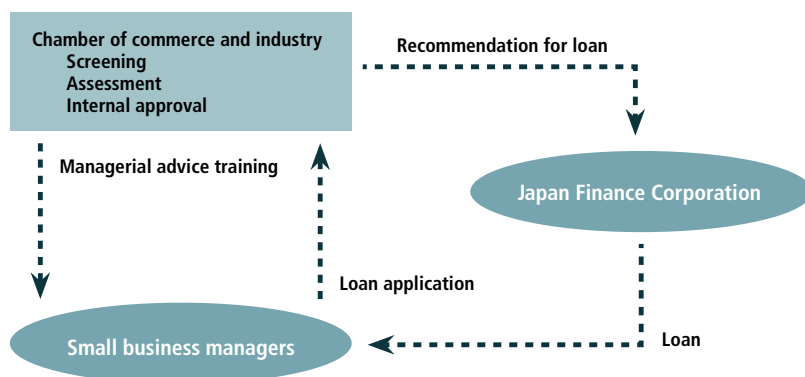 Chamber of commerce and industry
Screening
Assessment
Internal approval
Recommendation for loan
Managerial advice training
Japan Finance Corporation
Loan application
Small business managers
Loan